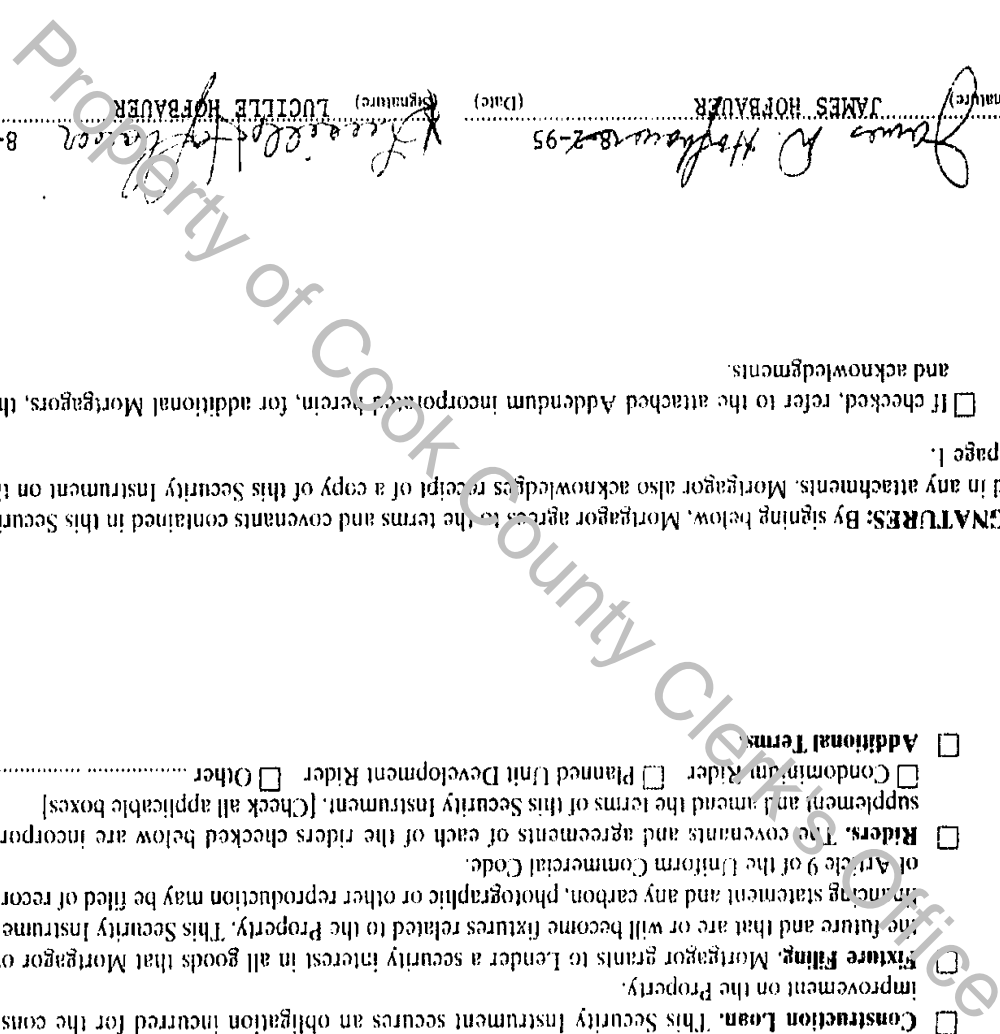 ☐ Construction Loan. This Security Instrument secures an obligation incurred for the cons
improvement on the Property.
☐ Fixture Filing. Mortgagor grants to Lender a security interest in all goods that Mortgagor o
the future and that are or will become fixtures related to the Property. This Security Instrume
financing statement and any carbon, photographic or other reproduction may be filed of recor
of Article 9 of the Uniform Commercial Code.
☐ Riders. The covenants and agreements of each of the riders checked below are incorpor
supplement and amend the terms of this Security Instrument. [Check all applicable boxes]
☐ Condominium Rider ☐ Planned Unit Development Rider ☐ Other
☐ Additional Terms.
GNATURES: By signing below, Mortgagor agrees to the terms and covenants contained in this Securi
d in any attachments. Mortgagor also acknowledges receipt of a copy of this Security Instrument on t
page 1.
☐ If checked, refer to the attached Addendum incorporated herein, for additional Mortgagors, th
and acknowledgments.
James R Hofbauer 8-2-95 X Lucille Hofbauer 8-
nature) JAMES HOFBAUER (Date) (Signature) LUCILLE HOFBAUER
Property of Cook County Clerk's Office